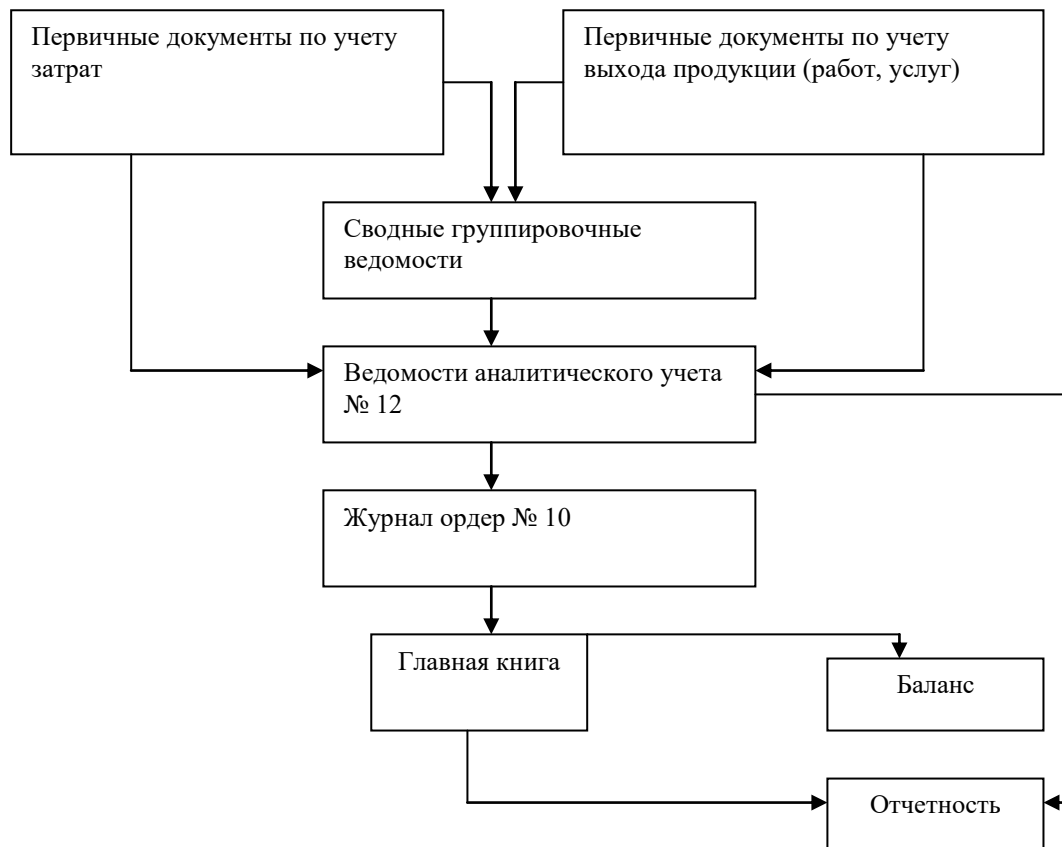 Первичные документы по учету
затрат
Первичные документы по учету
выхода продукции (работ, услуг)
Сводные группировочные
ведомости
Ведомости аналитического учета
№ 12
Журнал ордер № 10
Главная книга
Баланс
Отчетность